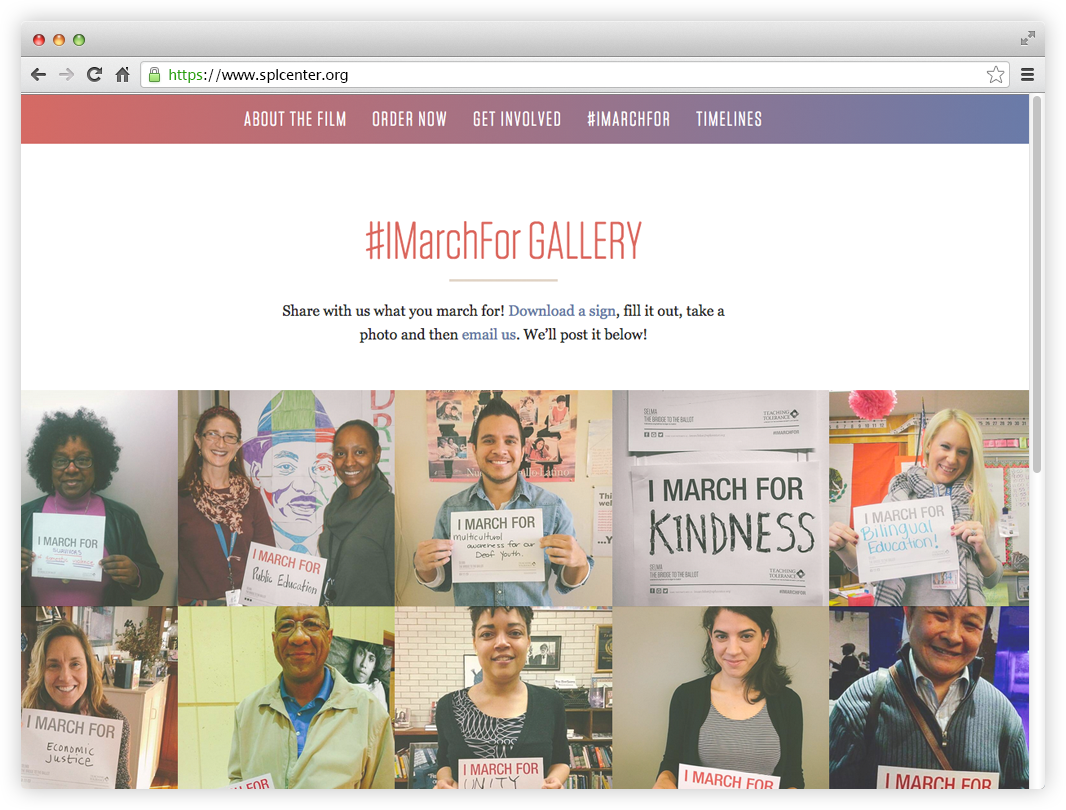 https://www.splcenter.org
ABOUT THE FILM ORDER NOW GET INVOLVED #IMARCHFOR TIMELINES
#IMarchFor GALLERY
Share with us what you march for! Download a sign, fill it out, take a
photo and then email us. We'll post it below!
I MARCH FOR
I MARCH FOR
Public Education
I MARCH FOR
multicultural
awareness for our
Deaf Youth.
This
wel
...Y
SELMA
THE BRIDGE TO THE BALLOT
TEACHING
TOLERANCE
#IMARCHFOR
I MARCH FOR
KINDNESS
SELMA
THE BRIDGE TO THE BALLOT
TEACHING
TOLERANCE
#IMARCHFOR
I MARCH FOR
Bilingual
Education!
I MARCH FOR
ECONOMIC
JUSTICE
FOR
I MARCH FOR
UNITY
I MARCH FOR
I MARCH FOR